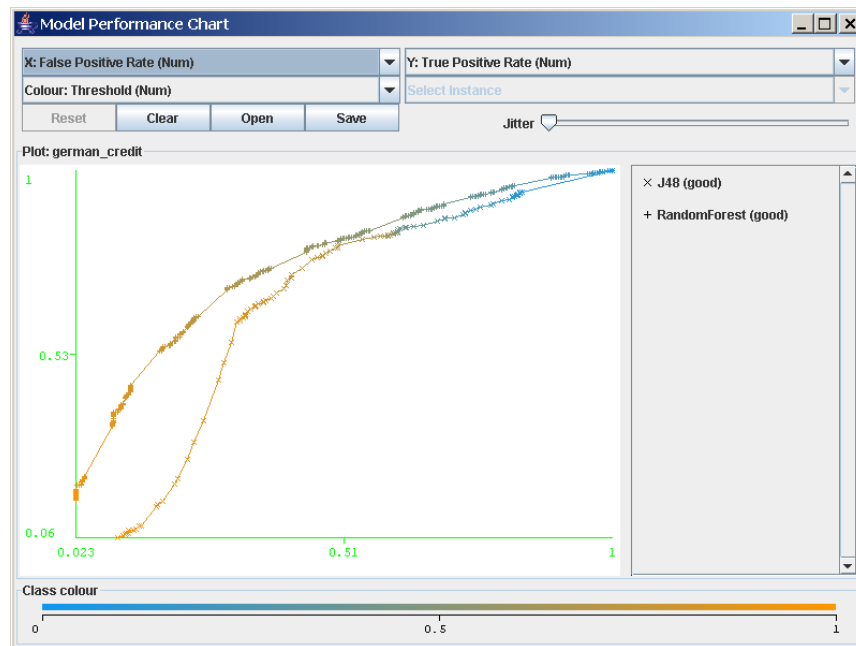 Model Performance Chart
X: False Positive Rate (Num)
Y: True Positive Rate (Num)
Colour: Threshold (Num)
Select Instance
Reset
Clear
Open
Save
Jitter
Plot: german_credit
1
0.53
0.06
0.023
0.51
1
× J48 (good)
+ RandomForest (good)
Class colour
0
0.5
1